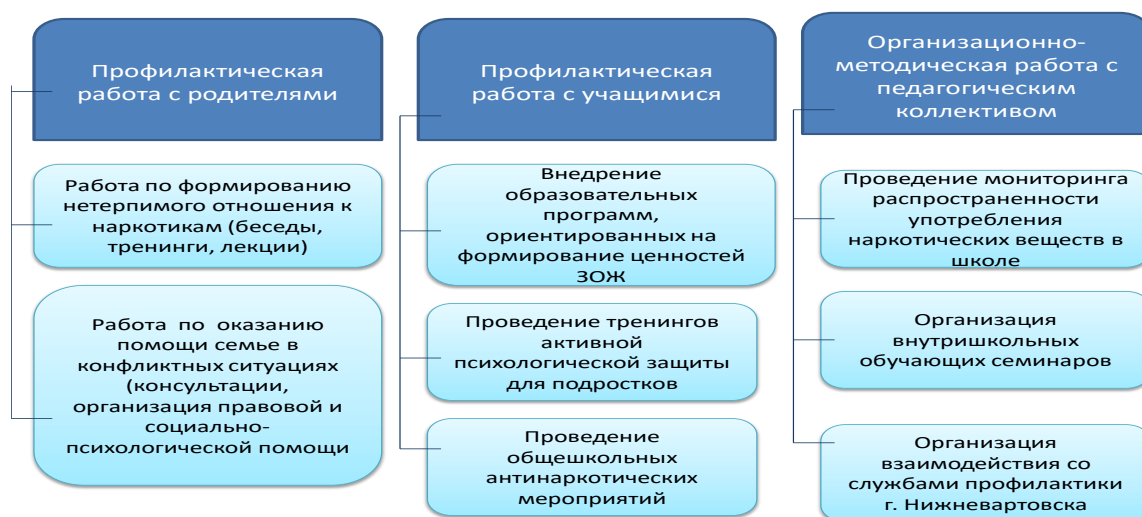 Профилактическая
работа с родителями
Работа по формированию
нетерпимого отношения к
наркотикам (беседы,
тренинги, лекции)
Работа по оказанию
помощи семье в
конфликтных ситуациях
(консультации,
организация правовой и
социально-
психологической помощи
Профилактическая
работа с учащимися
Внедрение
образовательных
программ,
ориентированных на
формирование ценностей
ЗОЖ
Проведение тренингов
активной
психологической защиты
для подростков
Проведение
общешкольных
антинаркотических
мероприятий
Организационно-
методическая работа с
педагогическим
коллективом
Проведение мониторинга
распространенности
употребления
наркотических веществ в
школе
Организация
внутришкольных
обучающих семинаров
Организация
взаимодействия со
службами профилактики
г. Нижневартовска